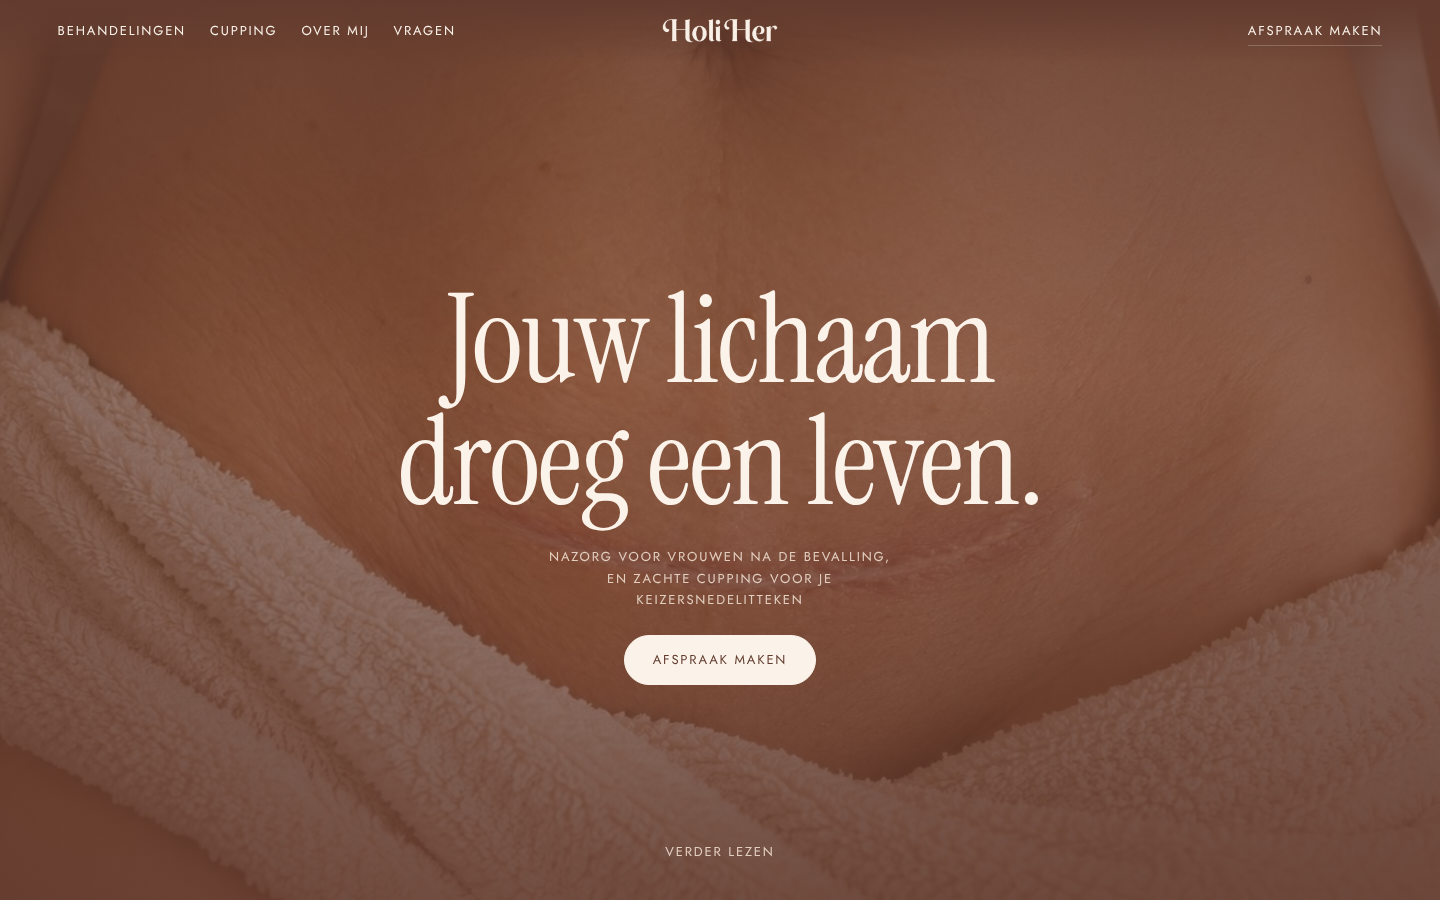 BEHANDELINGEN CUPPING OVER MIJ VRAGEN HoliHer AFSPRAAK MAKEN
Jouw lichaam
droeg een leven.
NAZORG VOOR VROUWEN NA DE BEVALLING,
EN ZACHTE CUPPING VOOR JE
KEIZERSNEDELITTEKEN
AFSPRAAK MAKEN
VERDER LEZEN